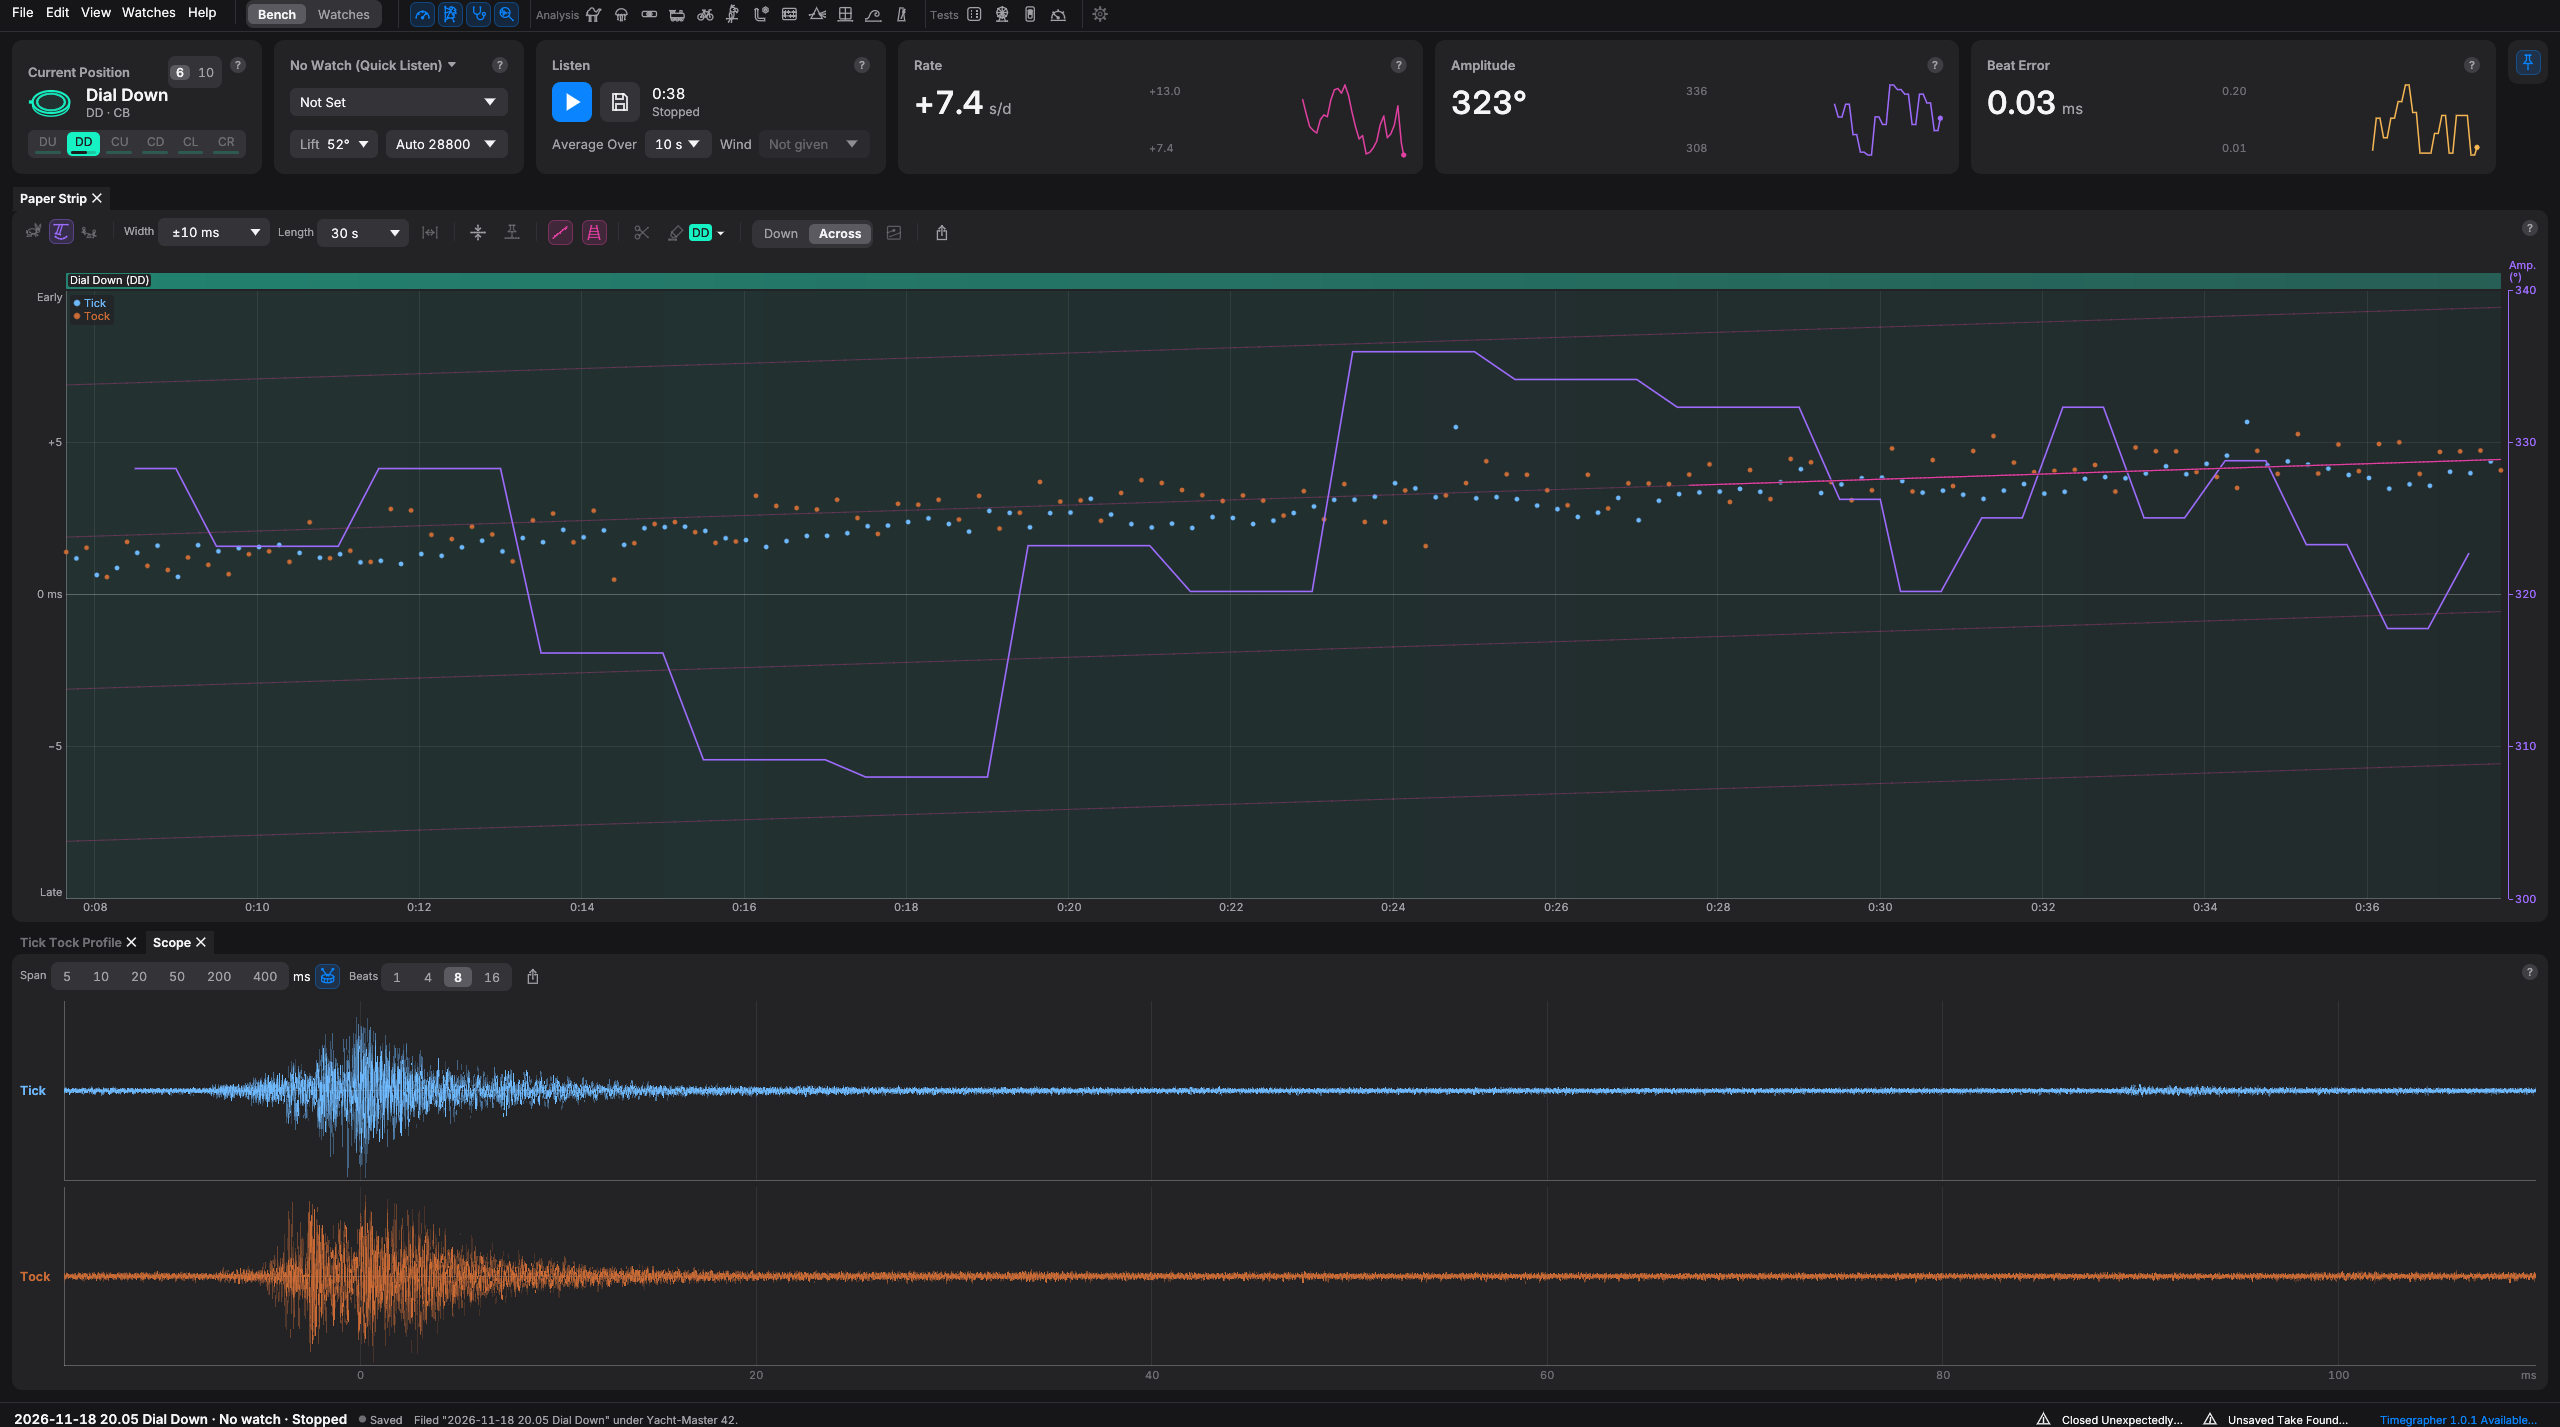 File Edit View Watches Help Bench Watches Analysis Tests
Current Position 6 10 ?
Dial Down
DD · CB
DU DD CU CD CL CR
No Watch (Quick Listen) ?
Not Set
Lift 52° Auto 28800
Listen ?
0:38
Stopped
Average Over 10 s Wind Not given
Rate ?
+7.4 s/d
+13.0
+7.4
Amplitude ?
323°
336
308
Beat Error ?
0.03 ms
0.20
0.01
Paper Strip
Width ±10 ms Length 30 s DD Down Across ?
Dial Down (DD)
Amp. (°)
Early
Tick
Tock
+5
0 ms
−5
Late
340
330
320
310
300
0:08 0:10 0:12 0:14 0:16 0:18 0:20 0:22 0:24 0:26 0:28 0:30 0:32 0:34 0:36
Tick Tock Profile Scope
Span 5 10 20 50 200 400 ms Beats 1 4 8 16 ?
Tick
Tock
0 20 40 60 80 100 ms
2026-11-18 20.05 Dial Down · No watch · Stopped Saved Filed "2026-11-18 20.05 Dial Down" under Yacht-Master 42. Closed Unexpectedly... Unsaved Take Found... Timegrapher 1.0.1 Available...